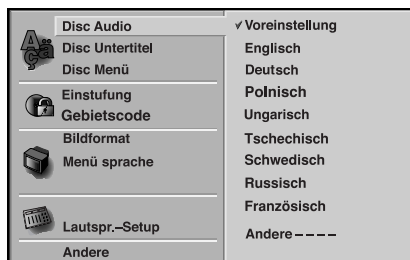 Disc Audio
Disc Untertitel
Disc Menü
Einstufung
Gebietscode
Bildformat
Menü sprache
Lautspr.–Setup
Andere
✓Voreinstellung
Englisch
Deutsch
Polnisch
Ungarisch
Tschechisch
Schwedisch
Russisch
Französisch
Andere – – – –